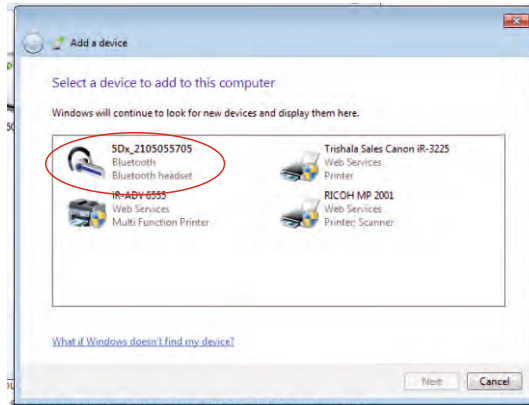 Add a device
Select a device to add to this computer
Windows will continue to look for new devices and display them here.
5Dx_2105055705
Bluetooth
Bluetooth headset
Trishala Sales Canon iR-3225
Web Services
Printer
iR-ADV 6555
Web Services
Multi Function Printer
RICOH MP 2001
Web Services
Printer; Scanner
What if Windows doesn't find my device?
Next
Cancel